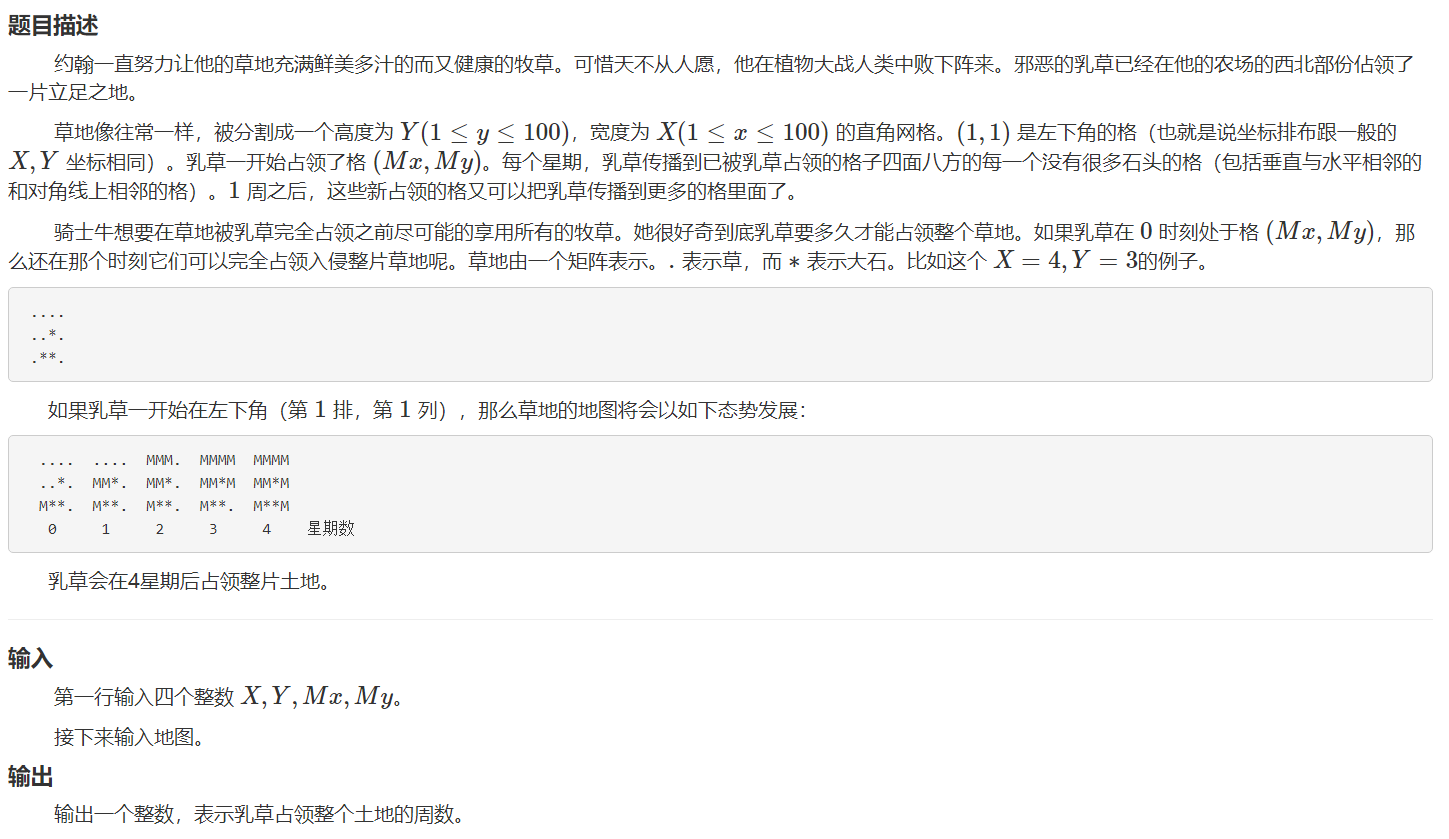 题目描述
约翰一直努力让他的草地充满鲜美多汁的而又健康的牧草。可惜天不从人愿，他在植物大战人类中败下阵来。邪恶的乳草已经在他的农场的西北部份佔领了
一片立足之地。
草地像往常一样，被分割成一个高度为 Y(1 ≤ y ≤ 100)，宽度为 X(1 ≤ x ≤ 100) 的直角网格。(1, 1) 是左下角的格（也就是说坐标排布跟一般的
X, Y 坐标相同）。乳草一开始占领了格 (Mx, My)。每个星期，乳草传播到已被乳草占领的格子四面八方的每一个没有很多石头的格（包括垂直与水平相邻的
和对角线上相邻的格）。1 周之后，这些新占领的格又可以把乳草传播到更多的格里面了。
骑士牛想要在草地被乳草完全占领之前尽可能的享用所有的牧草。她很好奇到底乳草要多久才能占领整个草地。如果乳草在 0 时刻处于格 (Mx, My)，那
么还在那个时刻它们可以完全占领入侵整片草地呢。草地由一个矩阵表示。. 表示草，而 * 表示大石。比如这个 X = 4, Y = 3的例子。
....
..*.
.**.
如果乳草一开始在左下角（第 1 排，第 1 列），那么草地的地图将会以如下态势发展：
.... .... MMM. MMMM MMMM
..*. MM*. MM*. MM*M MM*M
M**. M**. M**. M**. M**M
0 1 2 3 4 星期数
乳草会在4星期后占领整片土地。
输入
第一行输入四个整数 X, Y, Mx, My。
接下来输入地图。
输出
输出一个整数，表示乳草占领整个土地的周数。